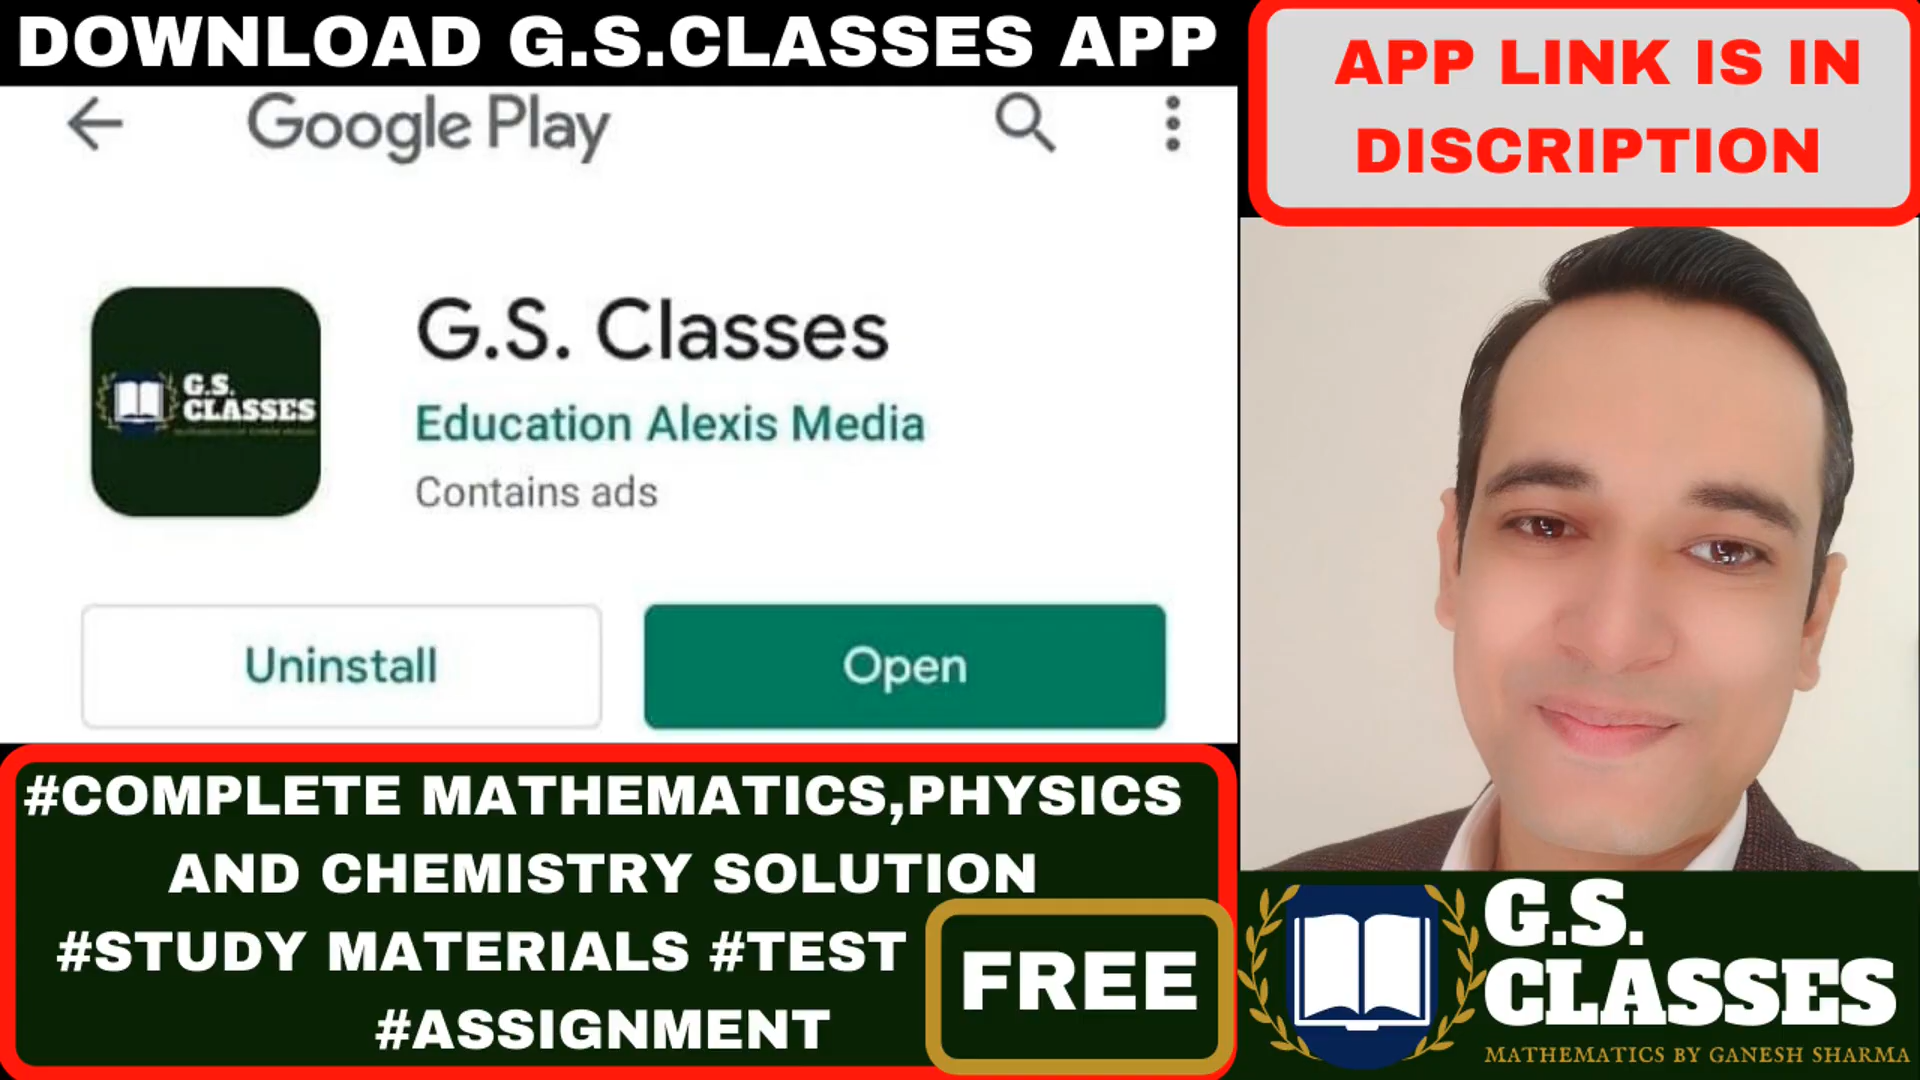 DOWNLOAD G.S.CLASSES APP
APP LINK IS IN
DISCRIPTION
Google Play
G.S. Classes
Education Alexis Media
Contains ads
G.S.
CLASSES
Uninstall
Open
#COMPLETE MATHEMATICS,PHYSICS
AND CHEMISTRY SOLUTION
#STUDY MATERIALS #TEST
#ASSIGNMENT
FREE
G.S.
CLASSES
MATHEMATICS BY GANESH SHARMA